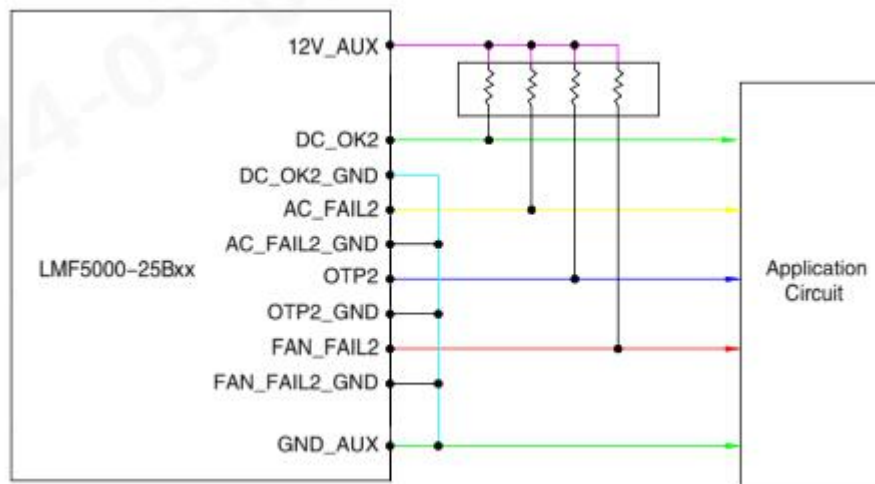 12V_AUX
DC_OK2
DC_OK2_GND
AC_FAIL2
AC_FAIL2_GND
LMF5000-25Bxx
OTP2
OTP2_GND
FAN_FAIL2
FAN_FAIL2_GND
GND_AUX
Application
Circuit